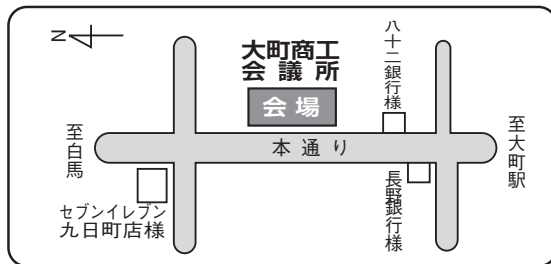 N
大町商工
会議所
会場
八十二銀行様
至白馬
本通り
至大町駅
セブンイレブン
九日町店様
長野銀行様